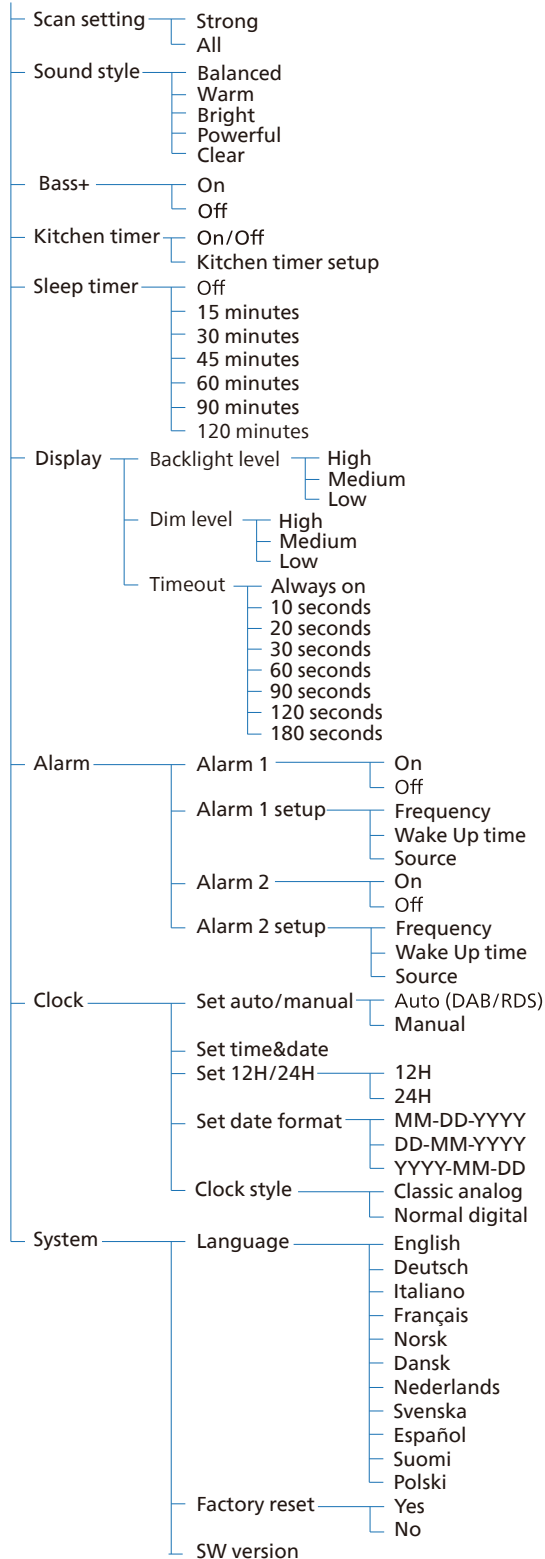 Scan setting Strong
All
Sound style Balanced
Warm
Bright
Powerful
Clear
Bass+ On
Off
Kitchen timer On/Off
Kitchen timer setup
Sleep timer Off
15 minutes
30 minutes
45 minutes
60 minutes
90 minutes
120 minutes
Display Backlight level High
Medium
Low
Dim level High
Medium
Low
Timeout Always on
10 seconds
20 seconds
30 seconds
60 seconds
90 seconds
120 seconds
180 seconds
Alarm Alarm 1 On
Off
Alarm 1 setup Frequency
Wake Up time
Source
Alarm 2 On
Off
Alarm 2 setup Frequency
Wake Up time
Source
Clock Set auto/manual Auto (DAB/RDS)
Manual
Set time&date
Set 12H/24H 12H
24H
Set date format MM-DD-YYYY
DD-MM-YYYY
YYYY-MM-DD
Clock style Classic analog
Normal digital
System Language English
Deutsch
Italiano
Français
Norsk
Dansk
Nederlands
Svenska
Español
Suomi
Polski
Factory reset Yes
No
SW version